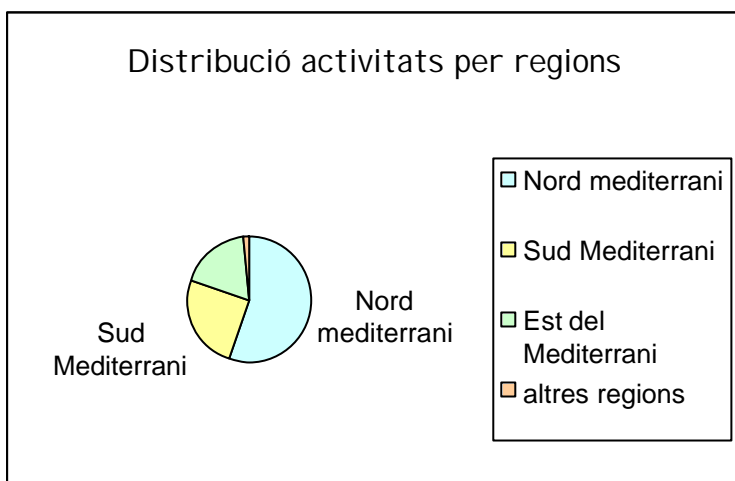 Distribució activitats per regions
Nord mediterrani
Sud Mediterrani
Est del
Mediterrani
altres regions
Nord
mediterrani
Sud
Mediterrani